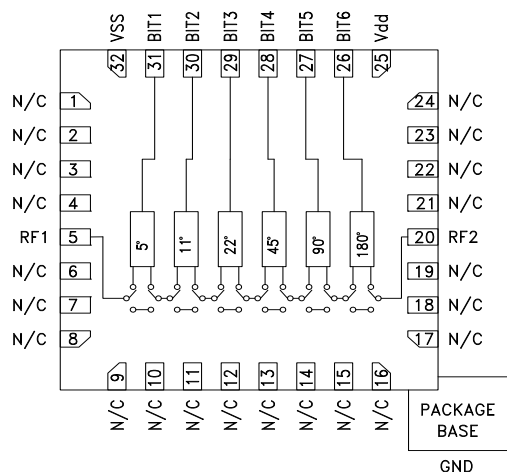 VSS BIT1 BIT2 BIT3 BIT4 BIT5 BIT6 Vdd
32 31 30 29 28 27 26 25
N/C 1 24 N/C
N/C 2 23 N/C
N/C 3 22 N/C
N/C 4 21 N/C
RF1 5 20 RF2
5° 11° 22° 45° 90° 180°
N/C 6 19 N/C
N/C 7 18 N/C
N/C 8 17 N/C
9 10 11 12 13 14 15 16
N/C N/C N/C N/C N/C N/C N/C N/C
PACKAGE
BASE
GND